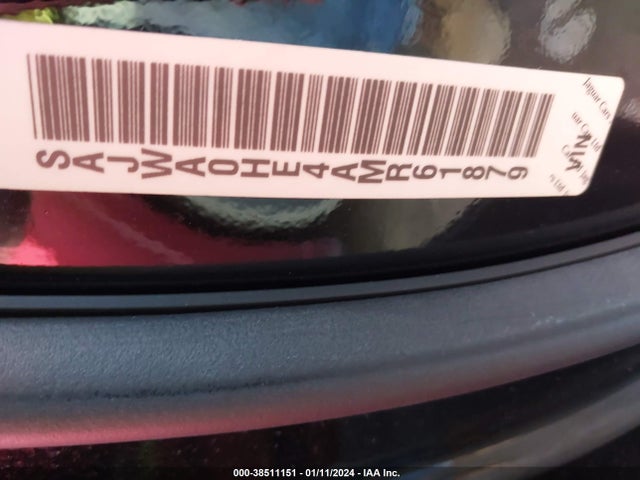 SAJWA0HE4AMR61879
VIN
Jaguar Cars
000-38511151 - 01/11/2024 - IAA Inc.